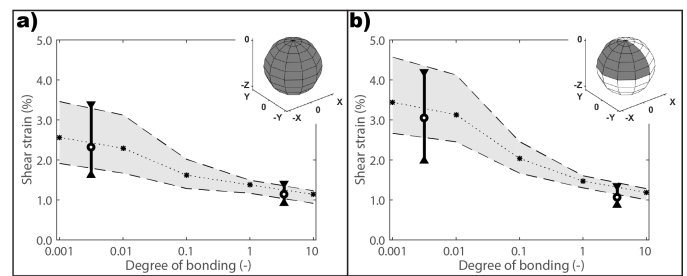 a)
5.0
4.0
3.0
2.0
1.0
0.0
Shear strain (%)
0.001 0.01 0.1 1 10
Degree of bonding (-)
0
-Z
Y
0
-Y -X
0
X
b)
5.0
4.0
3.0
2.0
1.0
0.0
Shear strain (%)
0.001 0.01 0.1 1 10
Degree of bonding (-)
0
-Z
Y
0
-Y -X
0
X